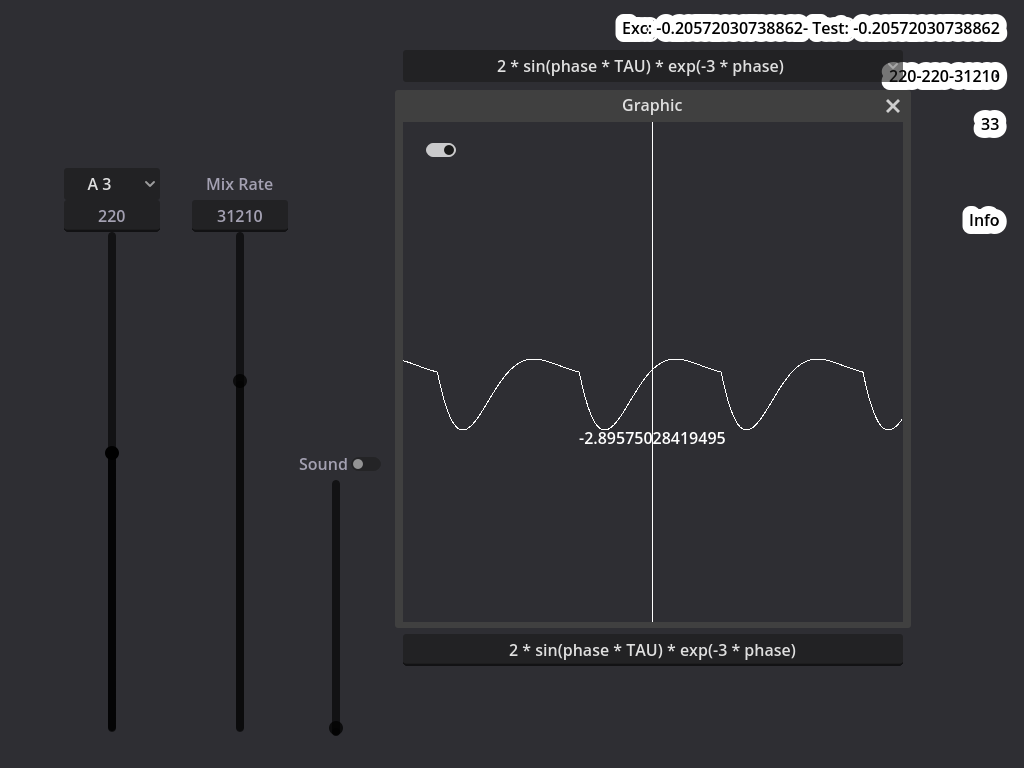 Exc: -0.20572030738862- Test: -0.20572030738862
2 * sin(phase * TAU) * exp(-3 * phase)
220-220-31210
Graphic
33
A 3
Mix Rate
220
31210
Info
-2.89575028419495
Sound
2 * sin(phase * TAU) * exp(-3 * phase)